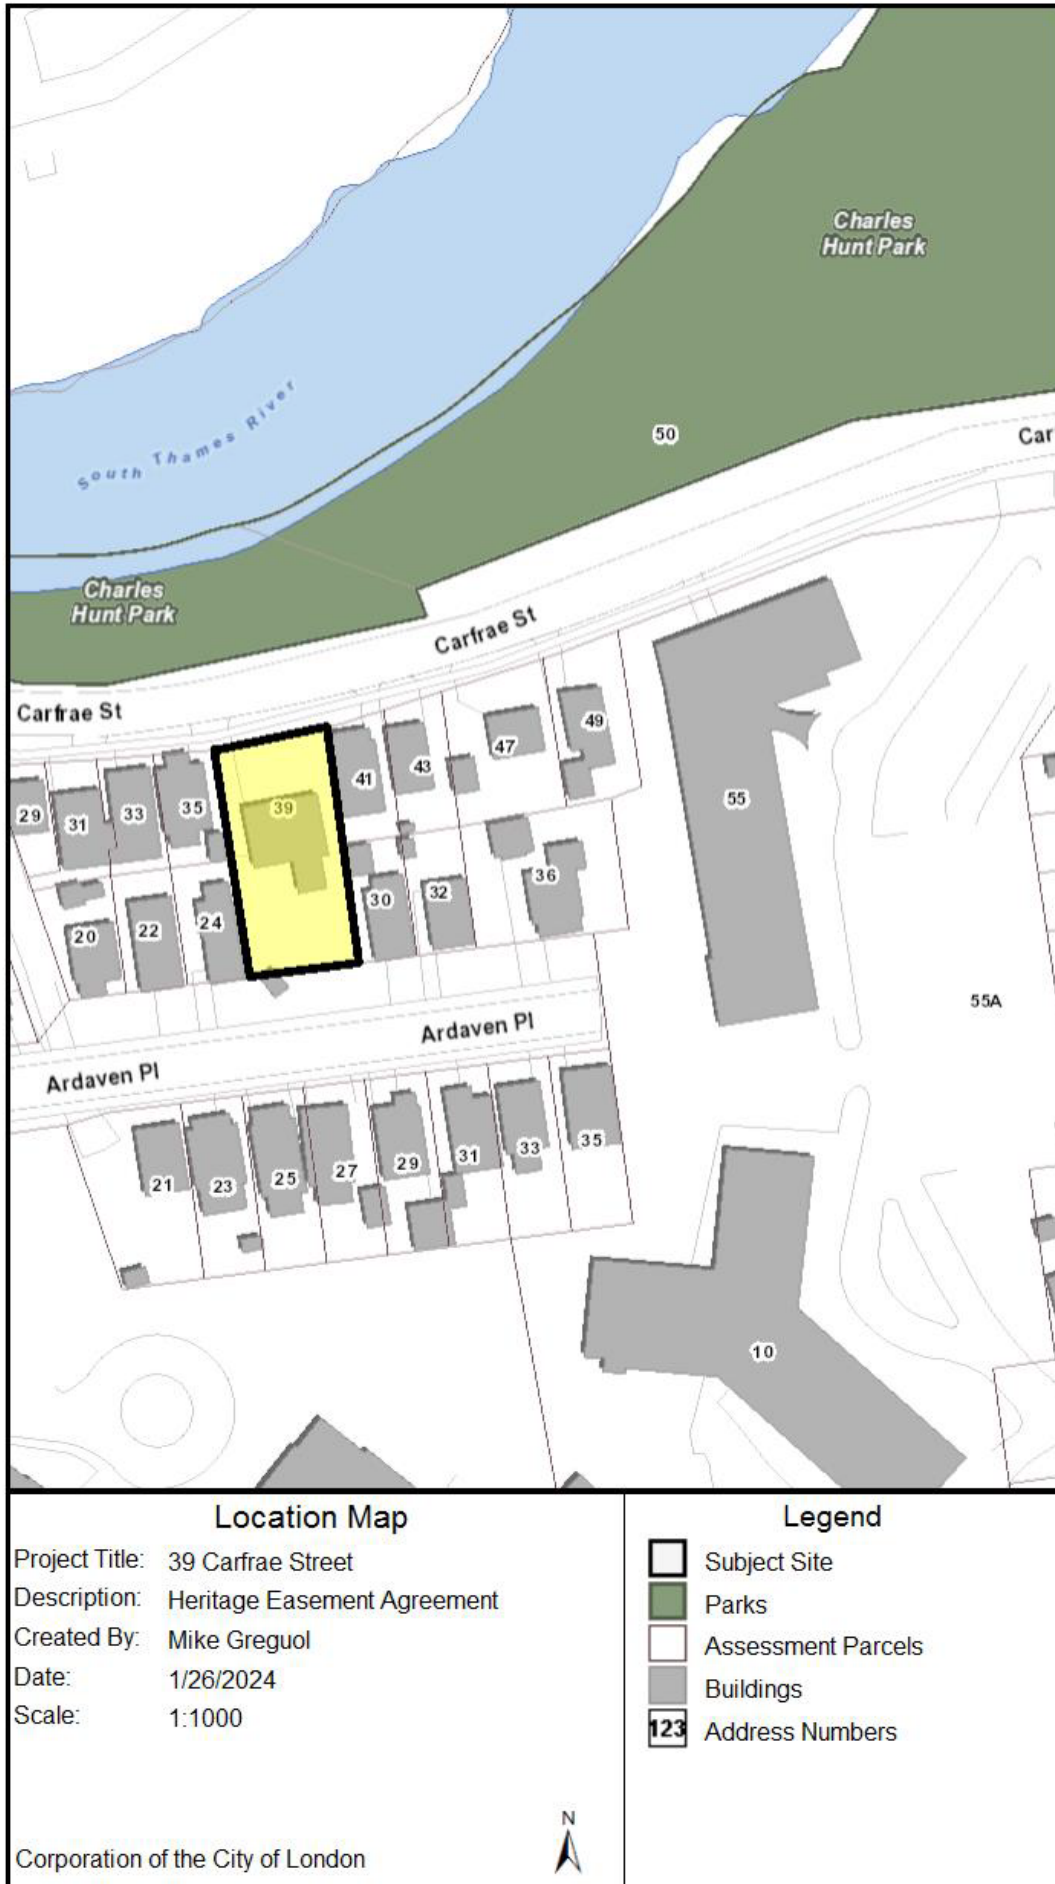 Charles
Hunt Park
South Thames River
50
Car
Charles
Hunt Park
Carfrae St
Carfrae St
49
47
43
41
39
35
33
31
29
55
36
32
30
24
22
20
55A
Ardaven Pl
Ardaven Pl
21
23
25
27
29
31
33
35
10
Location Map
Project Title: 39 Carfrae Street
Description: Heritage Easement Agreement
Created By: Mike Greguol
Date: 1/26/2024
Scale: 1:1000
Corporation of the City of London
N
Legend
Subject Site
Parks
Assessment Parcels
Buildings
123 Address Numbers